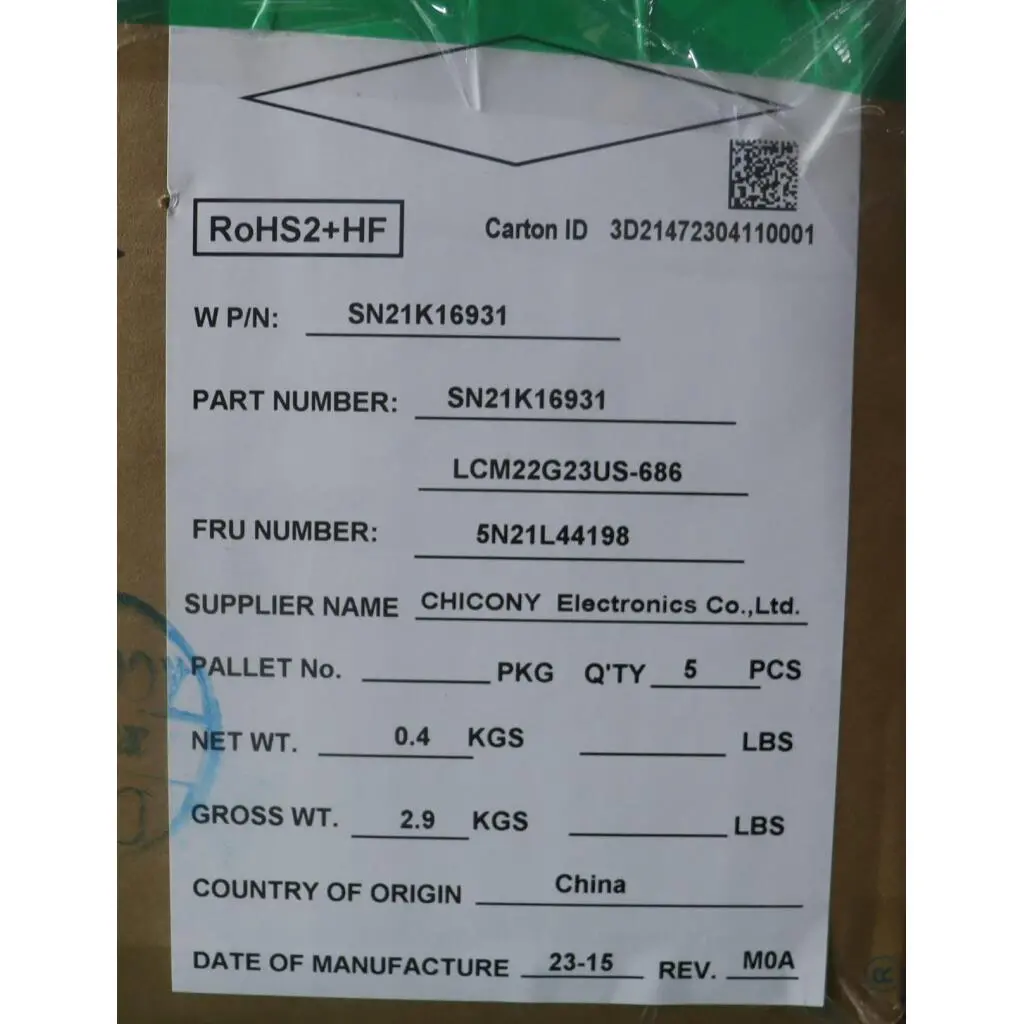 RoHS2+HF
Carton ID 3D21472304110001
W P/N: SN21K16931
PART NUMBER: SN21K16931
LCM22G23US-686
FRU NUMBER: 5N21L44198
SUPPLIER NAME CHICONY Electronics Co.,Ltd.
PALLET No. PKG Q'TY 5 PCS
NET WT. 0.4 KGS LBS
GROSS WT. 2.9 KGS LBS
COUNTRY OF ORIGIN China
DATE OF MANUFACTURE 23-15 REV. M0A
®